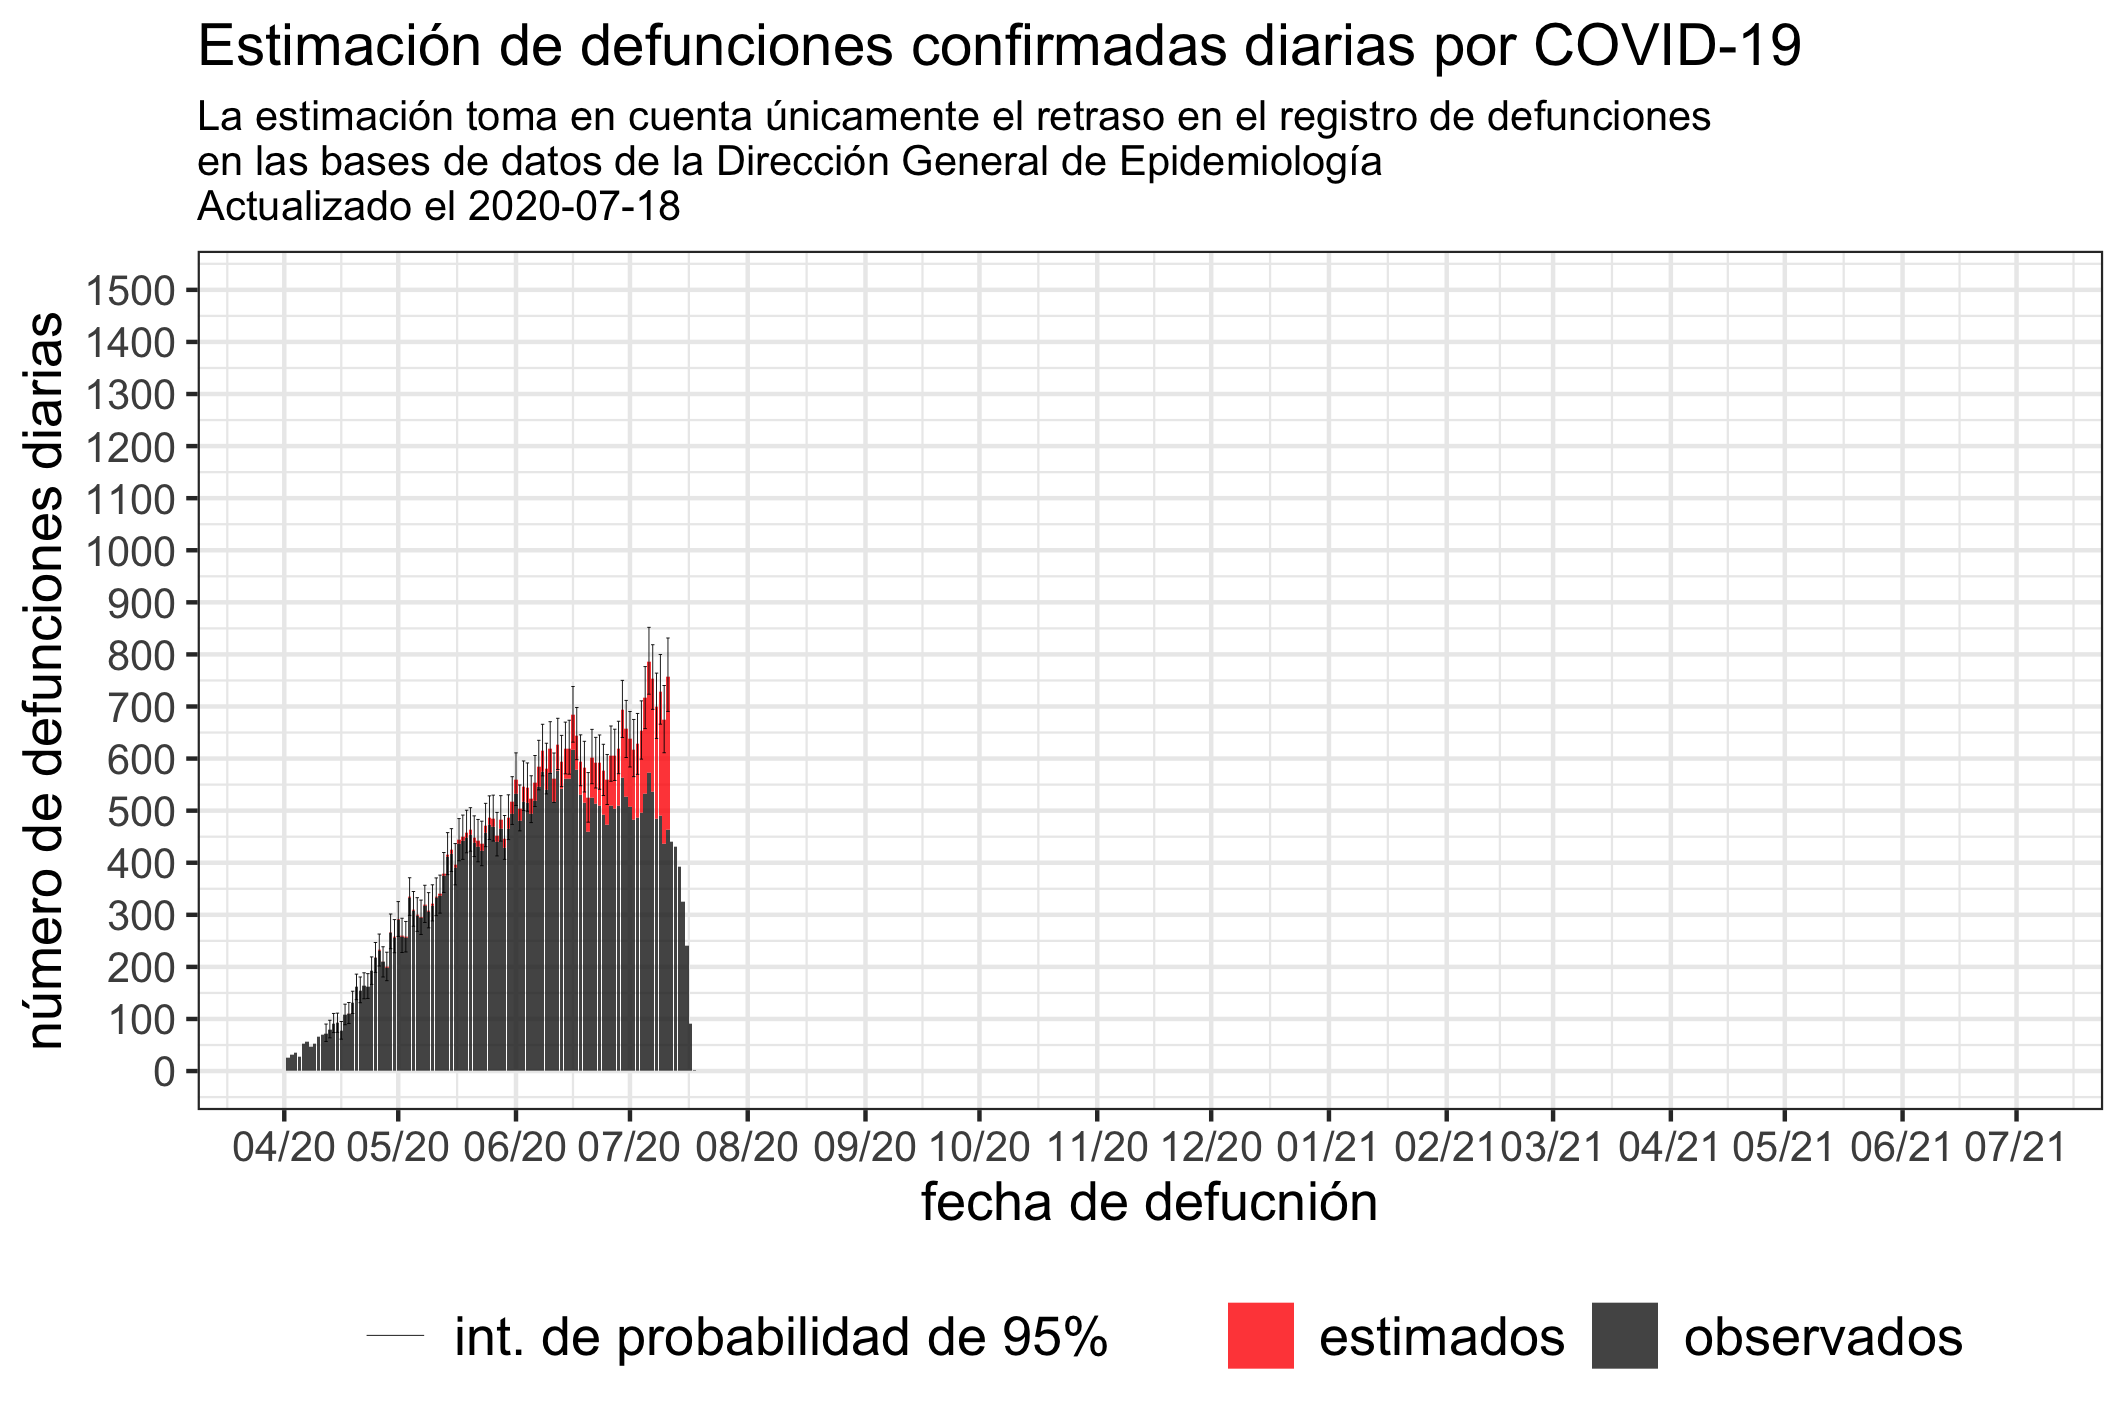 Estimación de defunciones confirmadas diarias por COVID-19
La estimación toma en cuenta únicamente el retraso en el registro de defunciones
en las bases de datos de la Dirección General de Epidemiología
Actualizado el 2020-07-18
número de defunciones diarias
1500
1400
1300
1200
1100
1000
900
800
700
600
500
400
300
200
100
0
04/20 05/20 06/20 07/20 08/20 09/20 10/20 11/20 12/20 01/21 02/21 03/21 04/21 05/21 06/21 07/21
fecha de defucnión
int. de probabilidad de 95% estimados observados